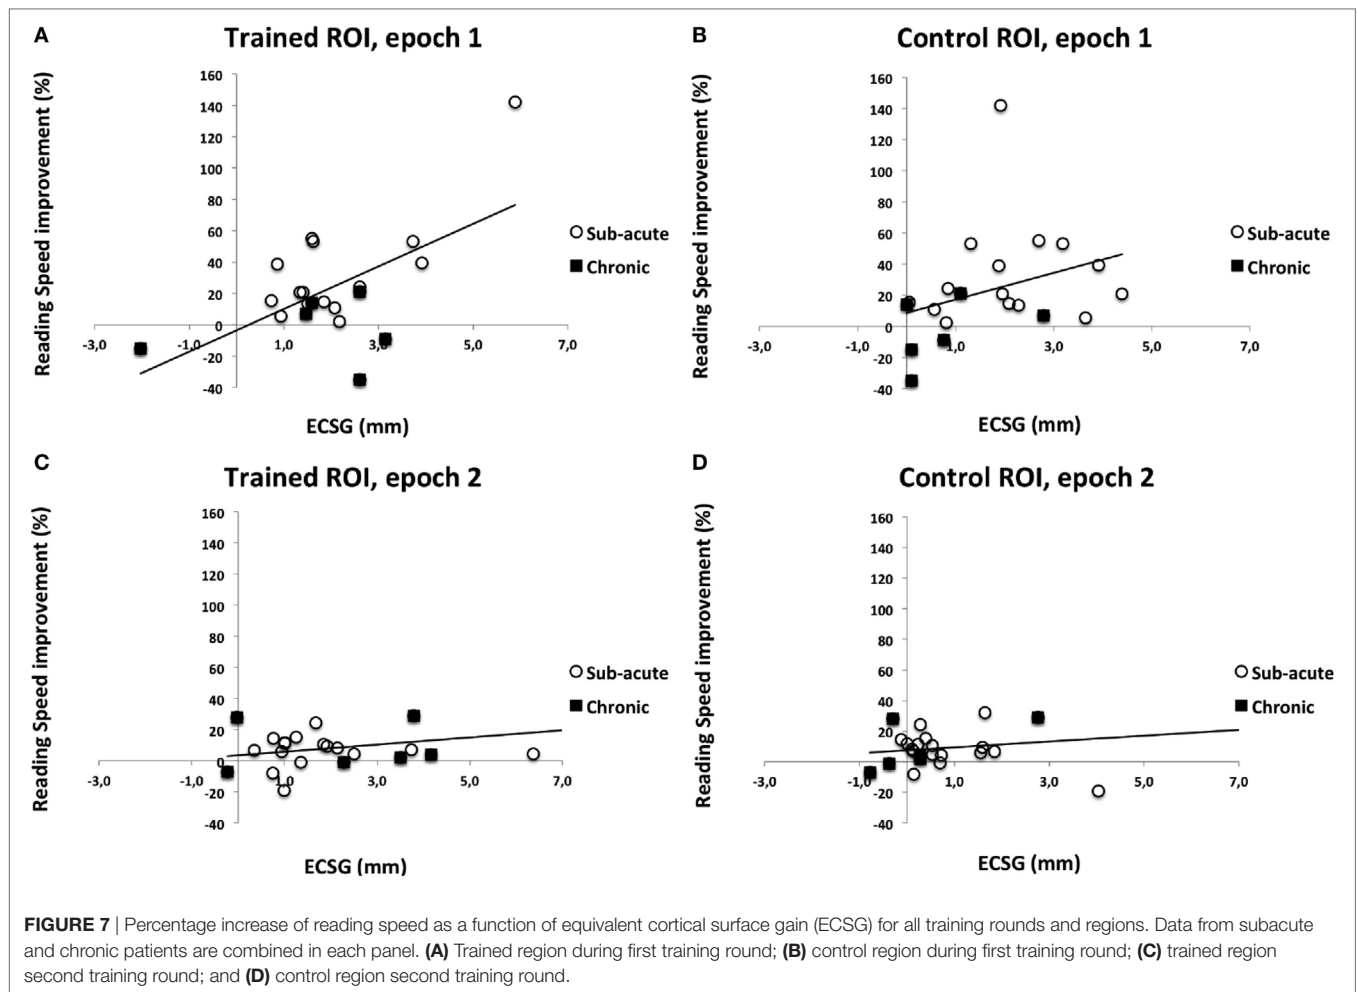 A
Trained ROI, epoch 1
Reading Speed improvement (%)
160
140
120
100
80
60
40
20
0
-20
-40
-3,0
-1,0
1,0
3,0
5,0
7,0
ECSG (mm)
Sub-acute
Chronic
B
Control ROI, epoch 1
Reading Speed improvement (%)
160
140
120
100
80
60
40
20
0
-20
-40
-3,0
-1,0
1,0
3,0
5,0
7,0
ECSG (mm)
Sub-acute
Chronic
C
Trained ROI, epoch 2
Reading Speed improvement (%)
160
140
120
100
80
60
40
20
0
-20
-40
-3,0
-1,0
1,0
3,0
5,0
7,0
ECSG (mm)
Sub-acute
Chronic
D
Control ROI, epoch 2
Reading Speed improvement (%)
160
140
120
100
80
60
40
20
0
-20
-40
-3,0
-1,0
1,0
3,0
5,0
7,0
ECSG (mm)
Sub-acute
Chronic
FIGURE 7 | Percentage increase of reading speed as a function of equivalent cortical surface gain (ECSG) for all training rounds and regions. Data from subacute
and chronic patients are combined in each panel. (A) Trained region during first training round; (B) control region during first training round; (C) trained region
second training round; and (D) control region second training round.